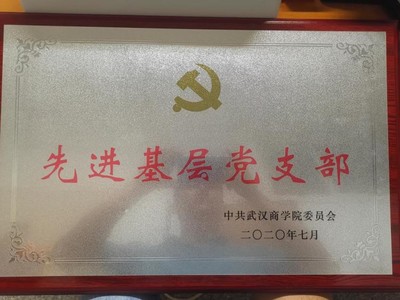 先进基层党支部
中共武汉商学院委员会
二〇二〇年七月